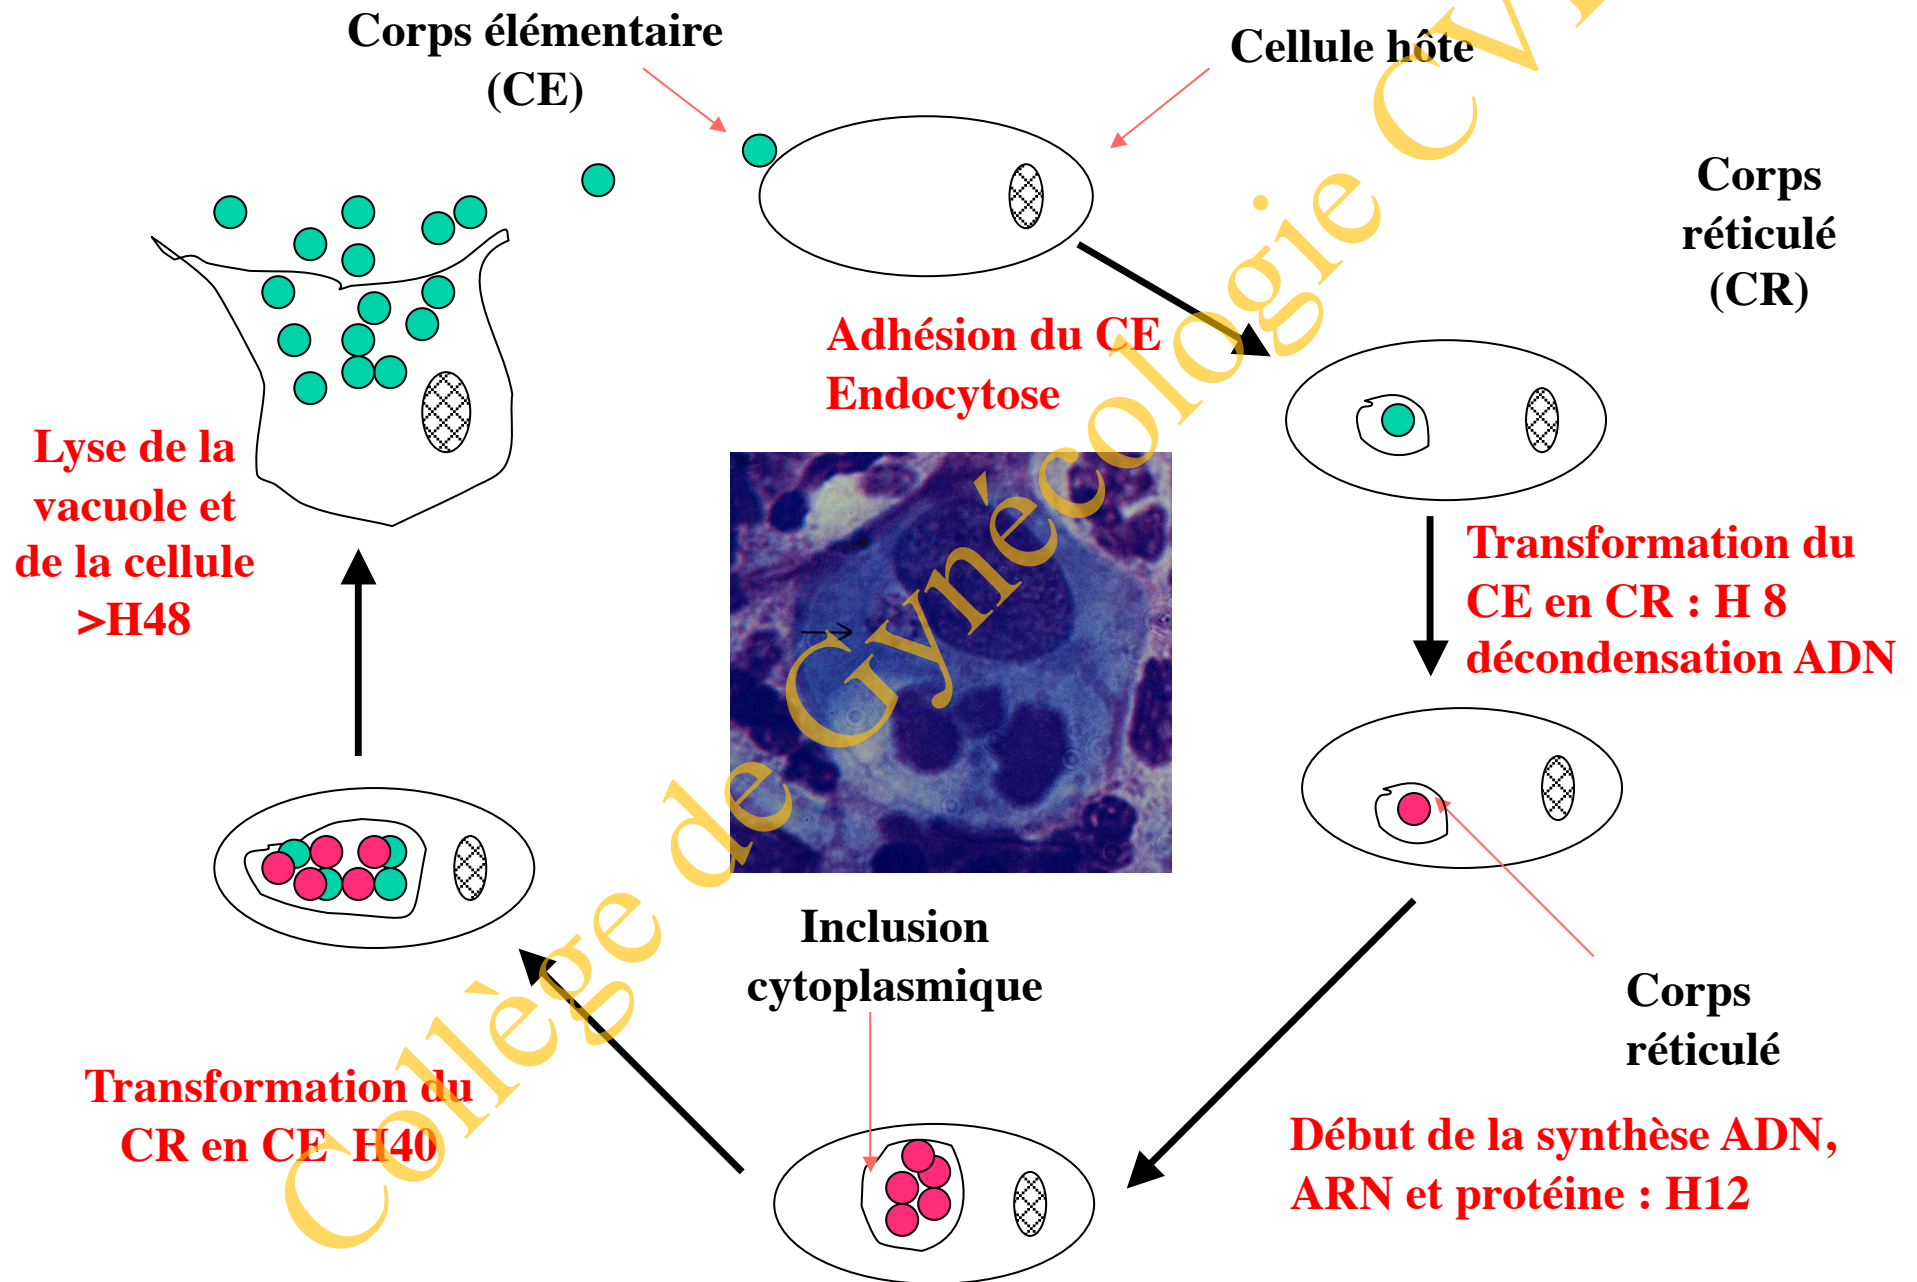 Corps élémentaire
(CE)
Cellule hôte
Corps
réticulé
(CR)
Adhésion du CE
Endocytose
Lyse de la
vacuole et
de la cellule
>H48
Transformation du
CE en CR : H 8
décondensation ADN
Inclusion
cytoplasmique
Corps
réticulé
Transformation du
CR en CE H40
Début de la synthèse ADN,
ARN et protéine : H12
Collège de Gynécologie